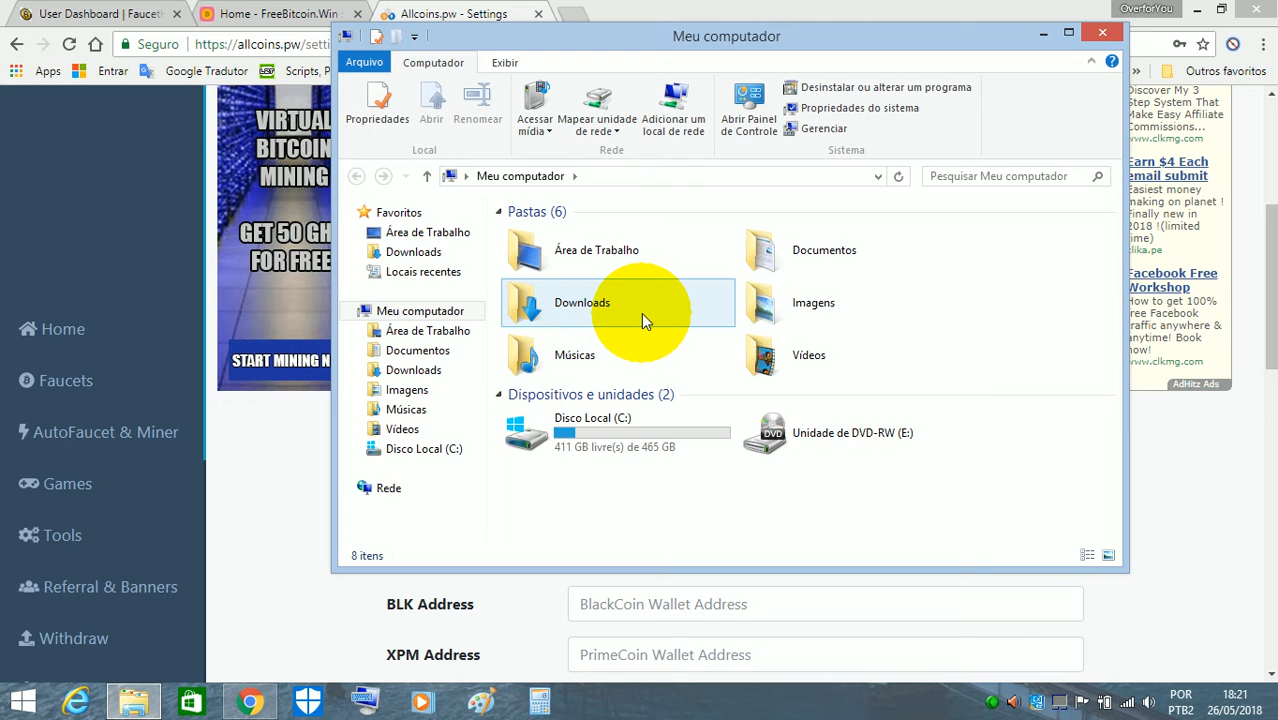 User Dashboard | Fauceth
Home - FreeBitcoin.Win s
Allcoins.pw - Settings
OverforYou
Seguro
https://allcoins.pw/setti
Apps
Entrar
Google Tradutor
Scripts, P
Outros favoritos
VIRTUAL
BITCOIN
MINING
GET 50 GH
FOR FREE
START MINING N
Home
Faucets
AutoFaucet & Miner
Games
Tools
Referral & Banners
Withdraw
Meu computador
Arquivo
Computador
Exibir
Propriedades
Abrir
Renomear
Local
Acessar
mídia
Mapear unidade
de rede
Adicionar um
local de rede
Rede
Abrir Painel
de Controle
Desinstalar ou alterar um programa
Propriedades do sistema
Gerenciar
Sistema
Meu computador
Pesquisar Meu computador
Favoritos
Área de Trabalho
Downloads
Locais recentes
Meu computador
Área de Trabalho
Documentos
Downloads
Imagens
Músicas
Vídeos
Disco Local (C:)
Rede
Pastas (6)
Área de Trabalho
Documentos
Downloads
Imagens
Músicas
Vídeos
Dispositivos e unidades (2)
Disco Local (C:)
411 GB livre(s) de 465 GB
DVD
Unidade de DVD-RW (E:)
8 itens
Discover My 3
Step System That
Make Easy Affiliate
Commissions...
www.clkmg.com
Earn $4 Each
email submit
Easiest money
making on planet !
Finally new in
2018 !(limited
time)
clika.pe
Facebook Free
Workshop
How to get 100%
free Facebook
traffic anywhere &
anytime! Book
now!
www.clkmg.com
AdHitz Ads
BLK Address
BlackCoin Wallet Address
XPM Address
PrimeCoin Wallet Address
POR
PTB2
18:21
26/05/2018